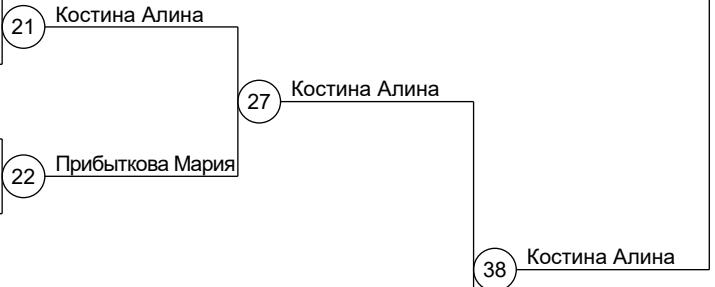 21 Костина Алина
27 Костина Алина
22 Прибыткова Мария
38 Костина Алина